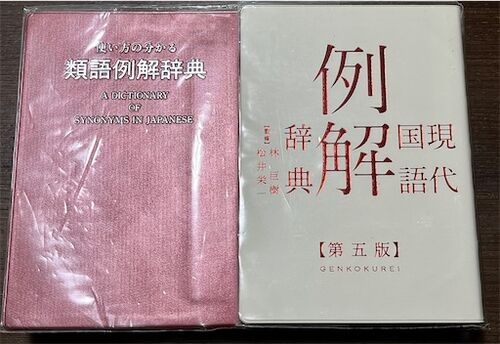 使い方の分かる
類語例解辞典
A DICTIONARY
OF
SYNONYMS IN JAPANESE
現代
国語
例解
辞典
【監修】
林 巨樹
松井栄一
【第五版】
GENKOKUREI